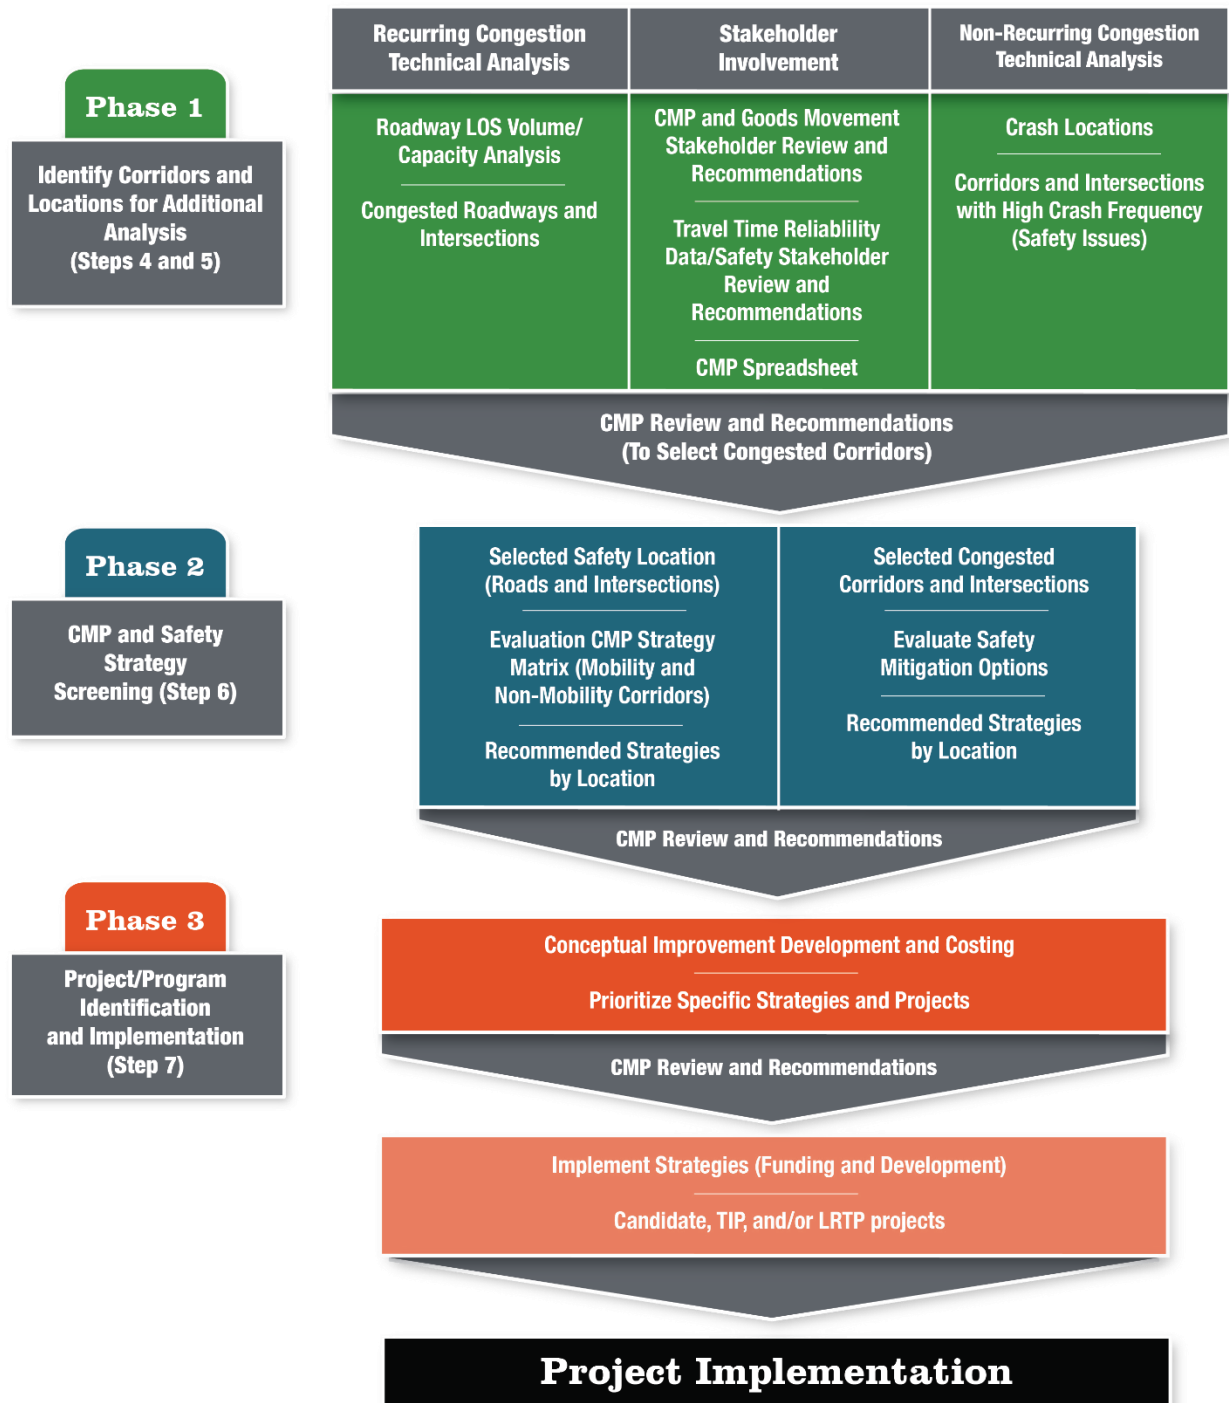 Phase 1
Identify Corridors and
Locations for Additional
Analysis
(Steps 4 and 5)
Recurring Congestion
Technical Analysis
Roadway LOS Volume/
Capacity Analysis
Congested Roadways and
Intersections
Stakeholder
Involvement
CMP and Goods Movement
Stakeholder Review and
Recommendations
Travel Time Reliablility
Data/Safety Stakeholder
Review and
Recommendations
CMP Spreadsheet
Non-Recurring Congestion
Technical Analysis
Crash Locations
Corridors and Intersections
with High Crash Frequency
(Safety Issues)
CMP Review and Recommendations
(To Select Congested Corridors)
Phase 2
CMP and Safety
Strategy
Screening (Step 6)
Selected Safety Location
(Roads and Intersections)
Evaluation CMP Strategy
Matrix (Mobility and
Non-Mobility Corridors)
Recommended Strategies
by Location
Selected Congested
Corridors and Intersections
Evaluate Safety
Mitigation Options
Recommended Strategies
by Location
CMP Review and Recommendations
Phase 3
Project/Program
Identification
and Implementation
(Step 7)
Conceptual Improvement Development and Costing
Prioritize Specific Strategies and Projects
CMP Review and Recommendations
Implement Strategies (Funding and Development)
Candidate, TIP, and/or LRTP projects
Project Implementation